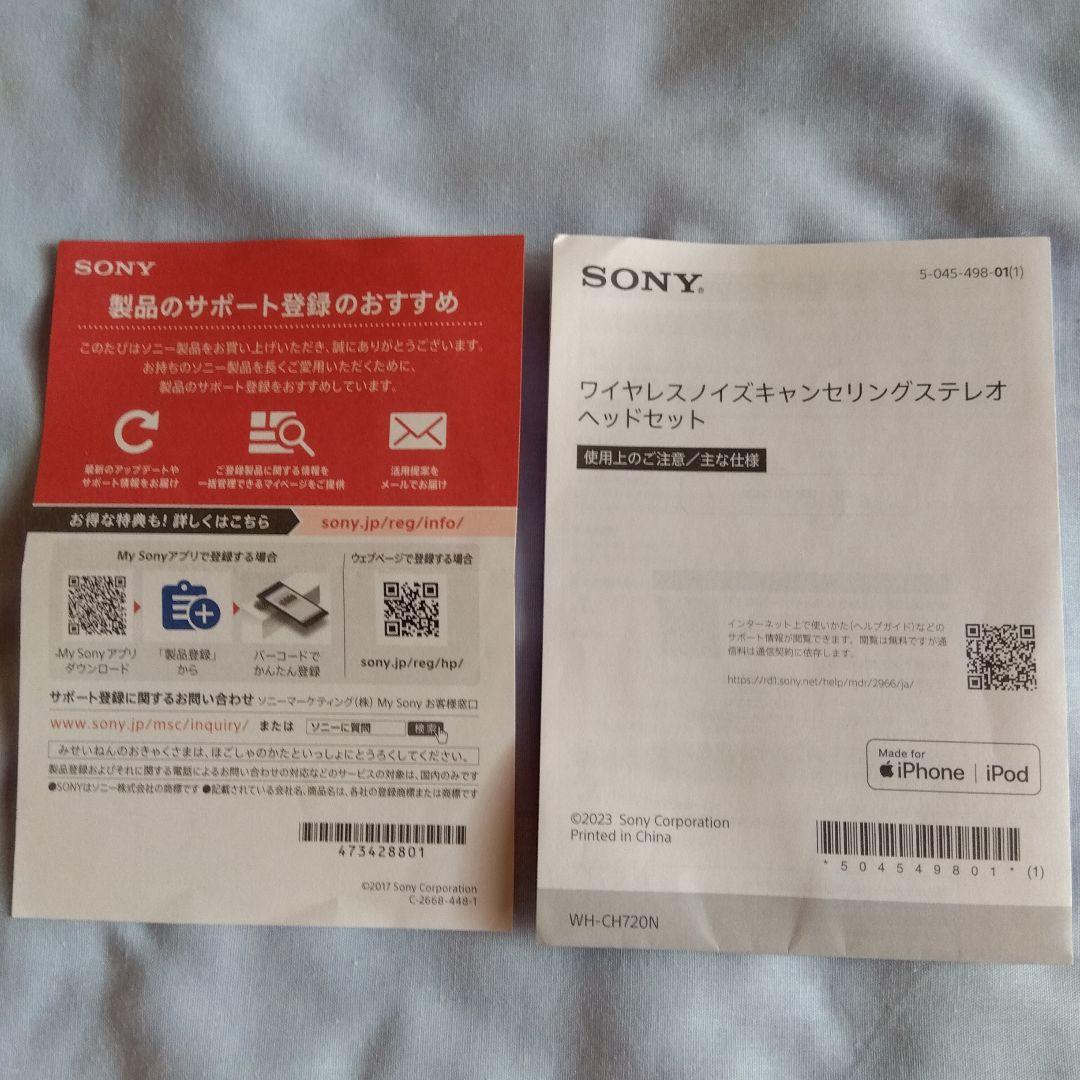 SONY
製品のサポート登録のおすすめ
このたびはソニー製品をお買い上げいただき、誠にありがとうございます。
お持ちのソニー製品を長くご愛用いただくために、
製品のサポート登録をおすすめしています。
最新のアップデートや
サポート情報をお届け
ご登録製品に関する情報を
一括管理できるマイページをご提供
活用提案を
メールでお届け
お得な特典も!詳しくはこちら
sony.jp/reg/info/
My Sonyアプリで登録する場合
My Sony アプリ
ダウンロード
「製品登録」
から
バーコードで
かんたん登録
ウェブページで登録する場合
sony.jp/reg/hp/
サポート登録に関するお問い合わせ ソニーマーケティング(株) My Sony お客様窓口
www.sony.jp/msc/inquiry/ または ソニーに質問 検索
みせいねんのおきゃくさまは、ほごしゃのかたといっしょにとうろくしてください。
製品登録およびそれに関する電話によるお問い合わせの対応などのサービスの対象は、国内のみです
●SONYはソニー株式会社の商標です ●記載されている会社名、商品名は、各社の登録商標または商標です
473428801
©2017 Sony Corporation
C-2668-448-1
SONY®
5-045-498-01(1)
ワイヤレスノイズキャンセリングステレオ
ヘッドセット
使用上のご注意/主な仕様
インターネット上で使いかた(ヘルプガイド)などの
サポート情報が閲覧できます。閲覧は無料ですが通
信料は通信契約に依存します。
https://rd1.sony.net/help/mdr/2966/ja/
Made for
iPhone | iPod
©2023 Sony Corporation
Printed in China
*504549801* (1)
WH-CH720N